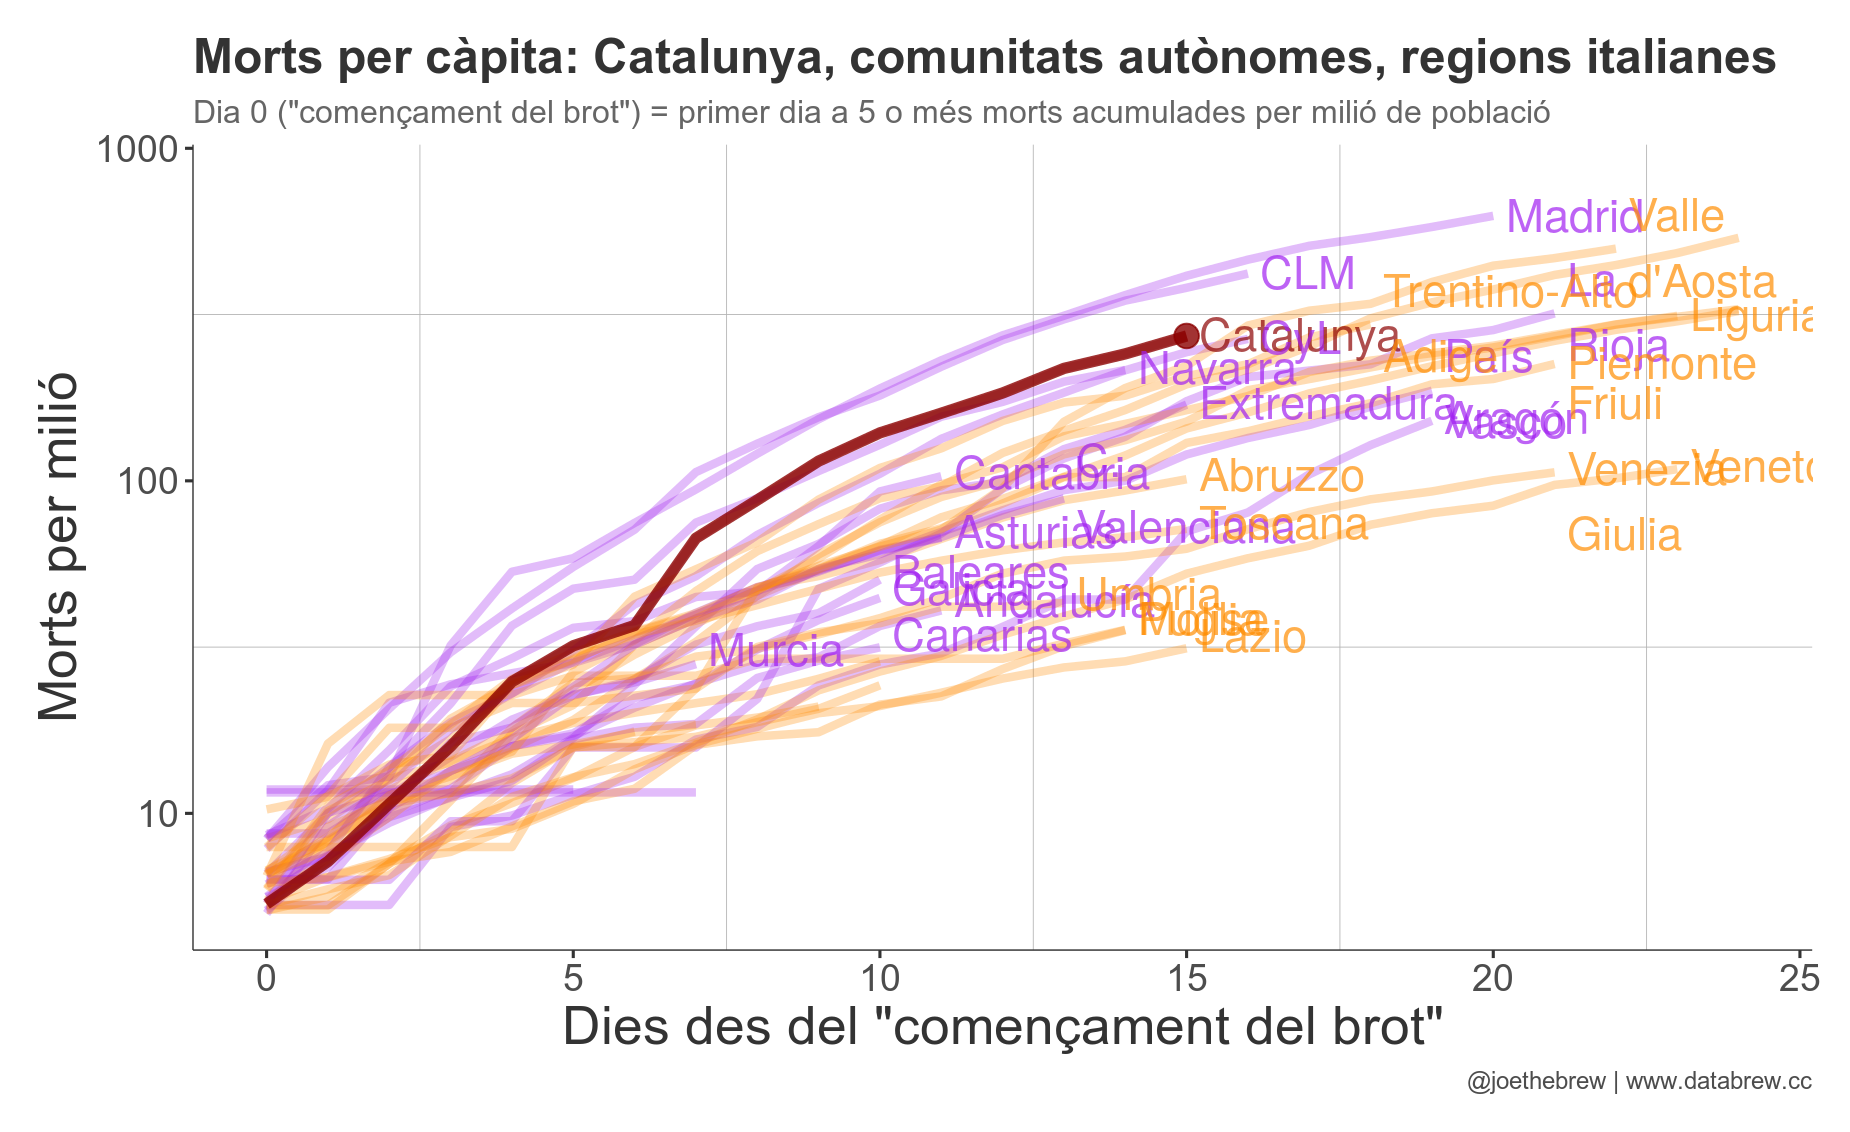 Morts per càpita: Catalunya, comunitats autònomes, regions italianes
Dia 0 ("començament del brot") = primer dia a 5 o més morts acumulades per milió de població
Morts per milió
1000
100
10
Madrid
Valle
d'Aosta
CLM
La
Rioja
Trentino-Alto
Adige
Liguria
Catalunya
CyL
País
Vasco
Navarra
Piemonte
Extremadura
Aragón
Friuli
Venezia
Giulia
Veneto
C.
Valenciana
Cantabria
Abruzzo
Toscana
Asturias
Baleares
Galicia
Andalucía
Umbria
Molise
Puglia
Canarias
Lazio
Murcia
0
5
10
15
20
25
Dies des del "començament del brot"
@joethebrew | www.databrew.cc